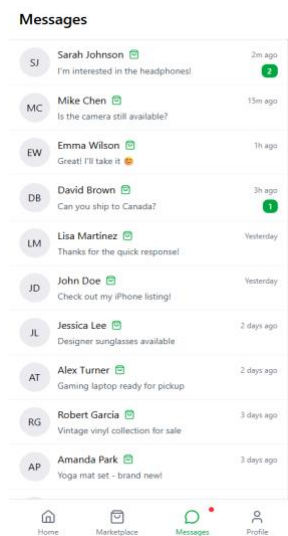 Messages
SJ
Sarah Johnson
2m ago
I'm interested in the headphones!
2
MC
Mike Chen
15m ago
Is the camera still available?
EW
Emma Wilson
1h ago
Great! I'll take it 😊
DB
David Brown
3h ago
Can you ship to Canada?
1
LM
Lisa Martinez
Yesterday
Thanks for the quick response!
JD
John Doe
Yesterday
Check out my iPhone listing!
JL
Jessica Lee
2 days ago
Designer sunglasses available
AT
Alex Turner
2 days ago
Gaming laptop ready for pickup
RG
Robert Garcia
3 days ago
Vintage vinyl collection for sale
AP
Amanda Park
3 days ago
Yoga mat set - brand new!
Home
Marketplace
Messages
Profile